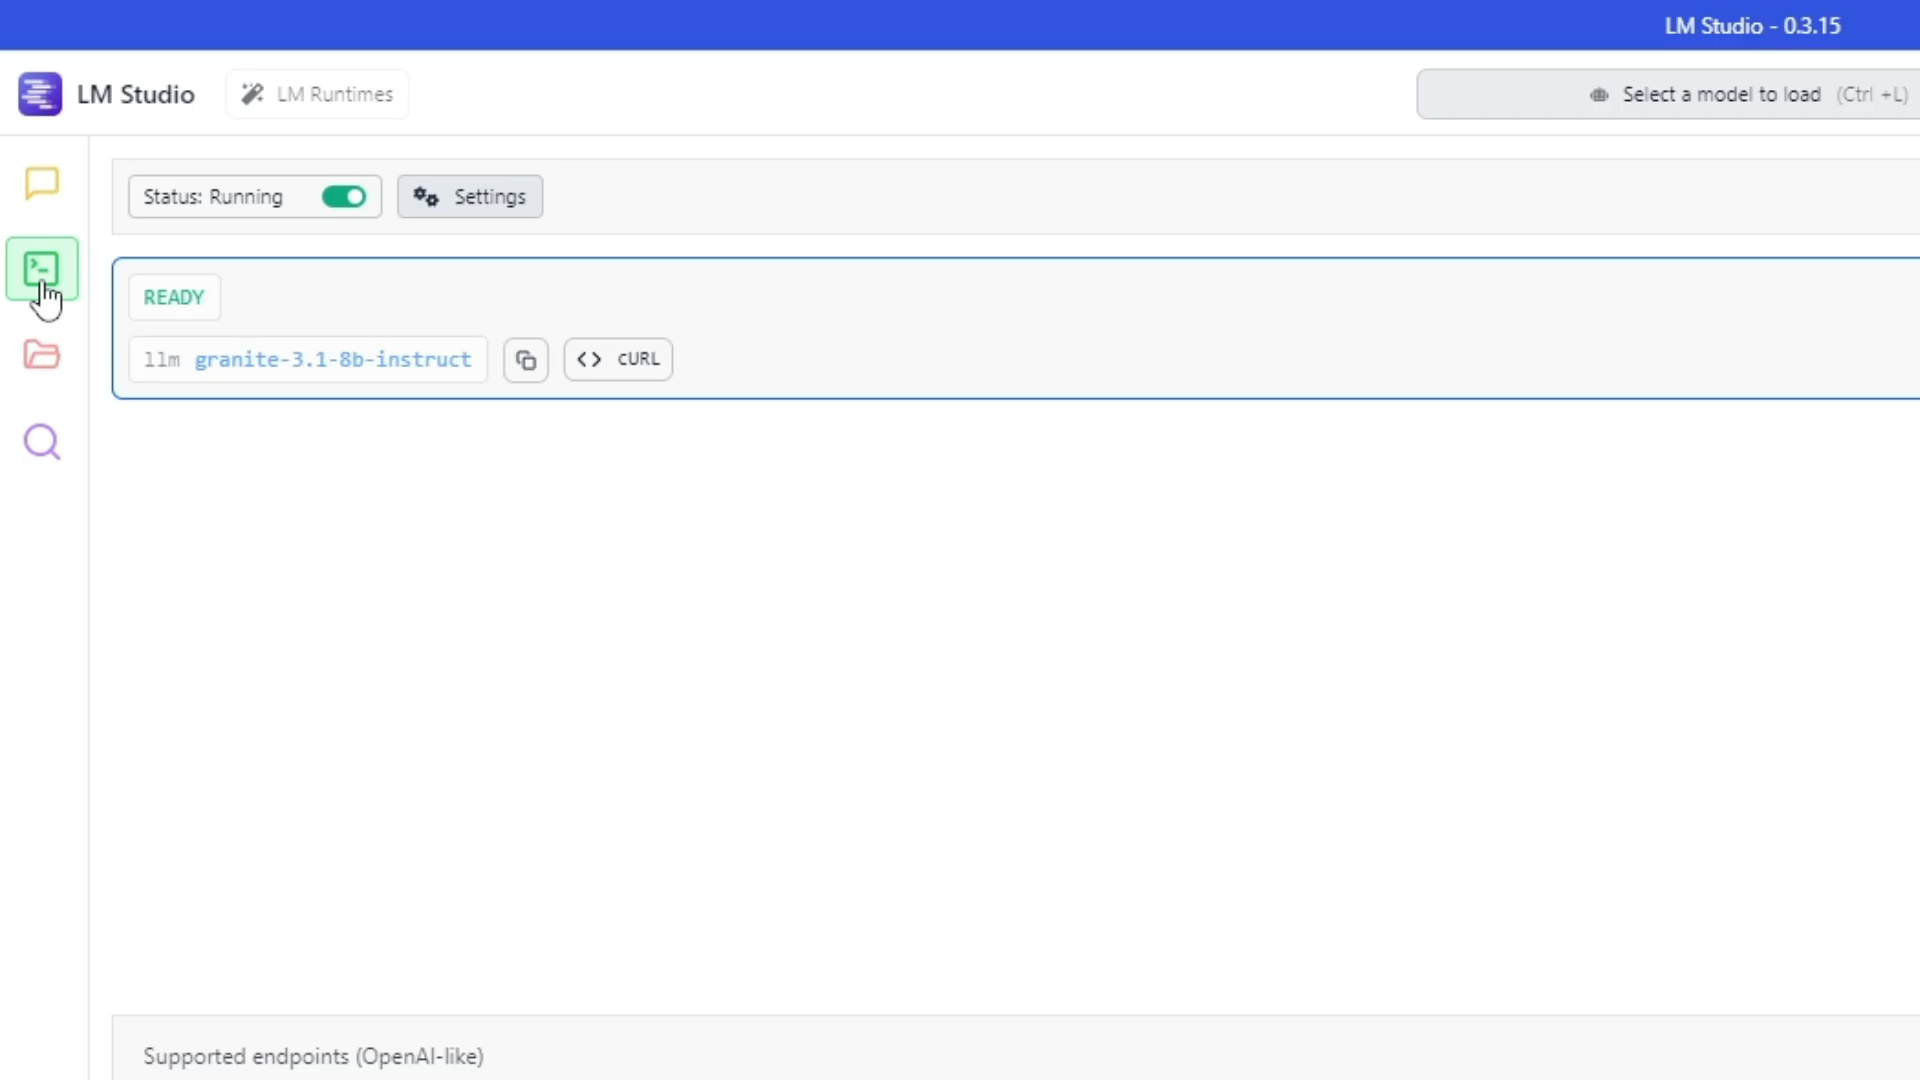 LM Studio - 0.3.15
LM Studio
LM Runtimes
Select a model to load (Ctrl +L)
Status: Running
Settings
READY
llm granite-3.1-8b-instruct
cURL
Supported endpoints (OpenAI-like)